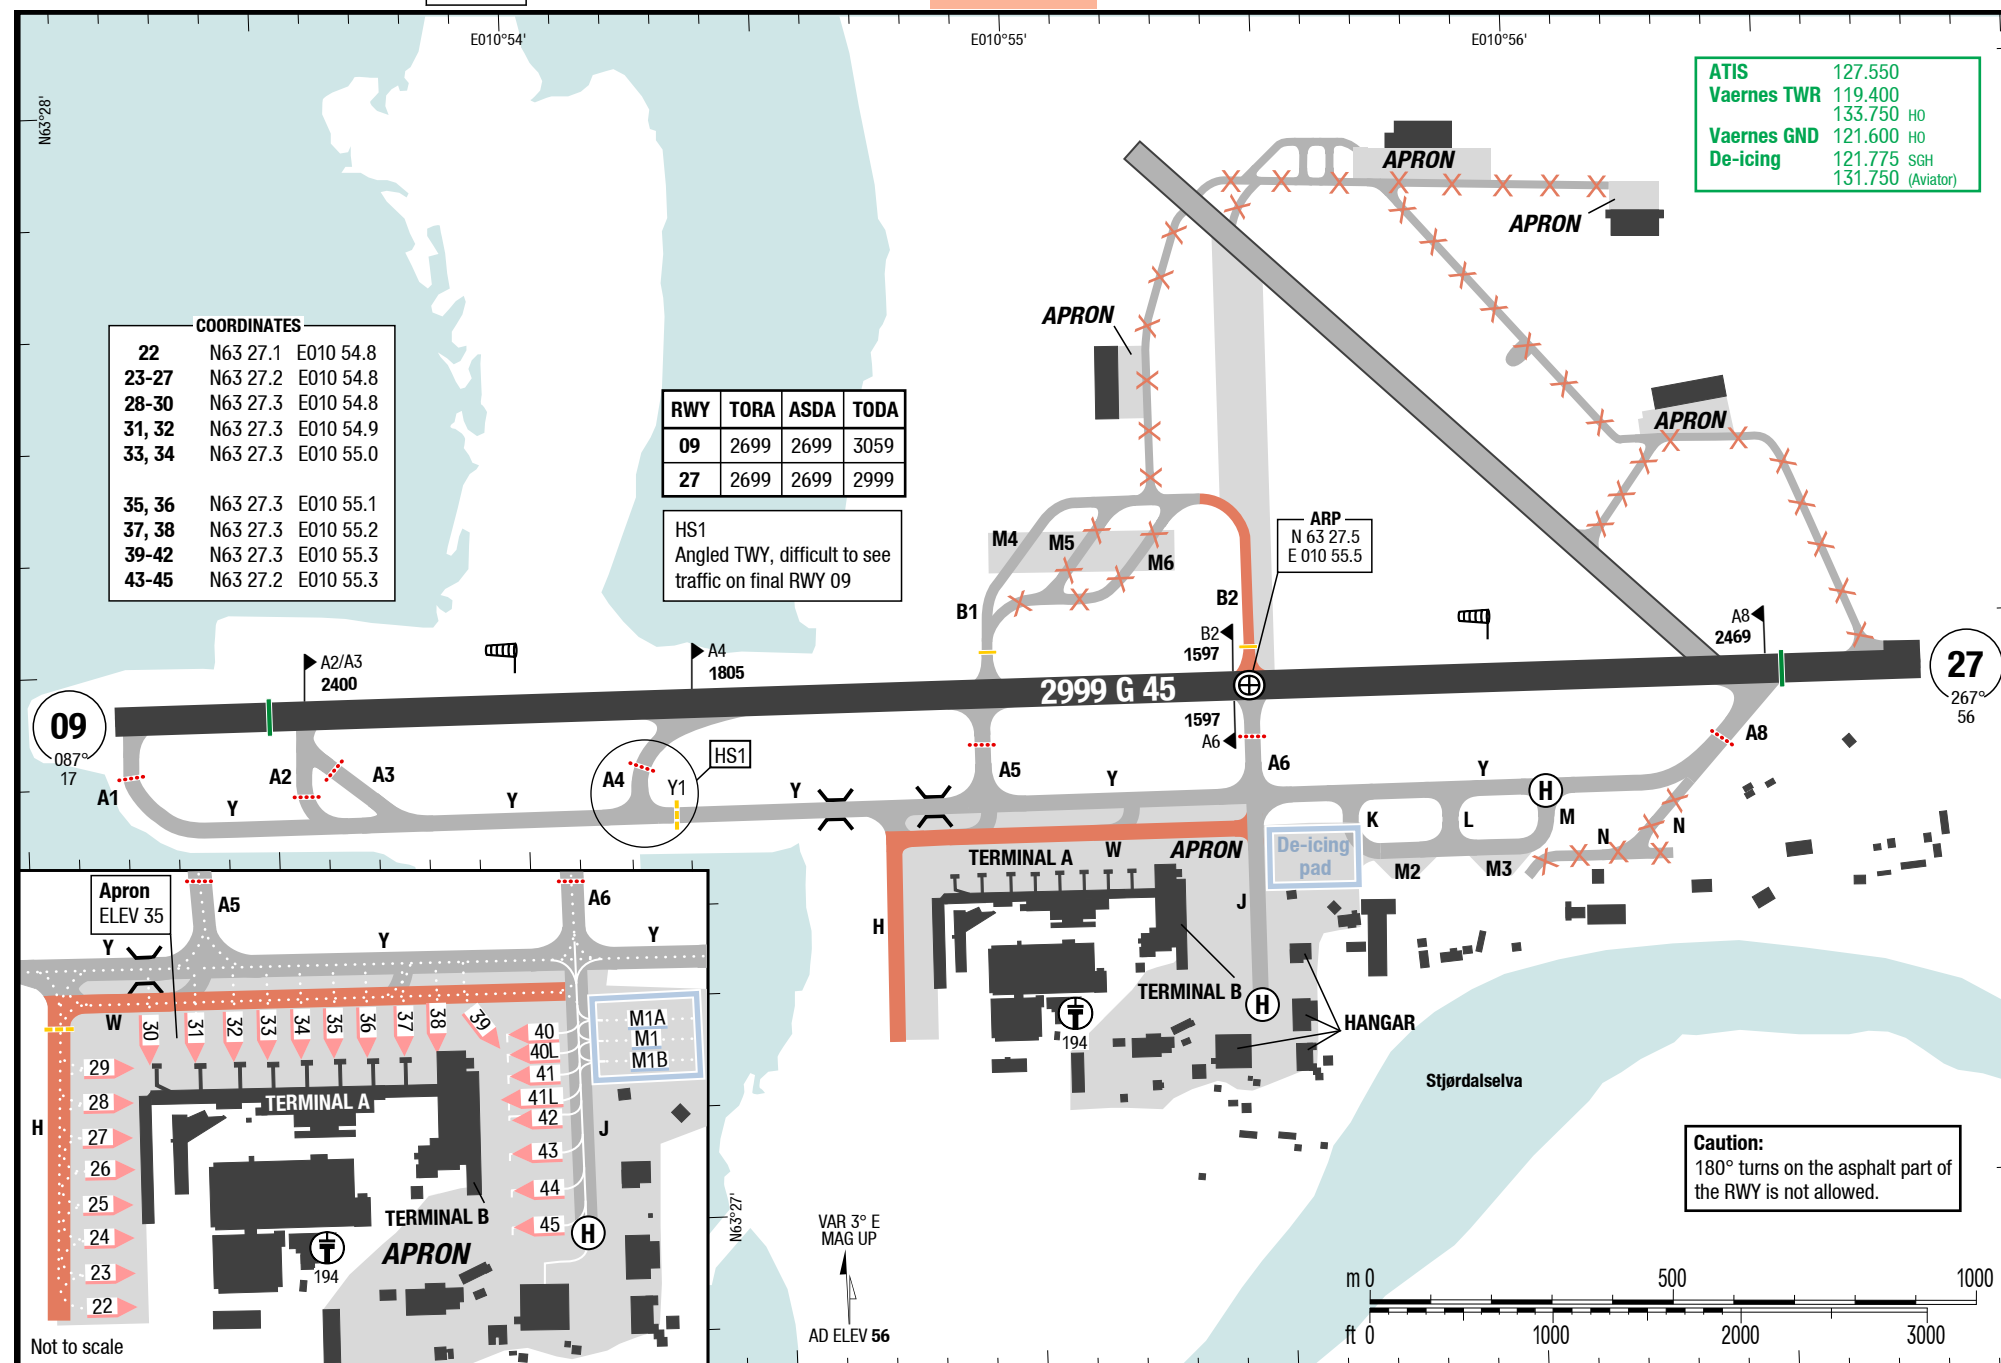 E010°54'
E010°55'
E010°56'
N63°28'
ATIS 127.550
Vaernes TWR 119.400
133.750 HO
Vaernes GND 121.600 HO
De-icing 121.775 SGH
131.750 (Aviator)
APRON
APRON
APRON
APRON
COORDINATES
22 N63 27.1 E010 54.8
23-27 N63 27.2 E010 54.8
28-30 N63 27.3 E010 54.8
31, 32 N63 27.3 E010 54.9
33, 34 N63 27.3 E010 55.0
35, 36 N63 27.3 E010 55.1
37, 38 N63 27.3 E010 55.2
39-42 N63 27.3 E010 55.3
43-45 N63 27.2 E010 55.3
RWY TORA ASDA TODA
09 2699 2699 3059
27 2699 2699 2999
HS1
Angled TWY, difficult to see
traffic on final RWY 09
ARP
N 63 27.5
E 010 55.5
M4
M5
M6
B1
B2
B2
1597
A8
2469
A2/A3
2400
A4
1805
2999 G 45
09
087°
17
27
267°
56
1597
A6
HS1
A1
A2
A3
A4
Y1
A5
A6
A8
Y
Y
Y
Y
Y
H
K
L
M
N
N
M2
M3
De-icing
pad
TERMINAL A
W
APRON
H
J
TERMINAL B
H
194
HANGAR
Stjørdalselva
Apron
ELEV 35
A5
A6
Y
Y
Y
W
30
31
32
33
34
35
36
37
38
39
40
40L
41
41L
42
43
44
45
M1A
M1
M1B
29
28
27
26
25
24
23
22
H
J
TERMINAL A
TERMINAL B
APRON
H
194
Not to scale
N63°27'
VAR 3° E
MAG UP
AD ELEV 56
Caution:
180° turns on the asphalt part of
the RWY is not allowed.
m 0 500 1000
ft 0 1000 2000 3000